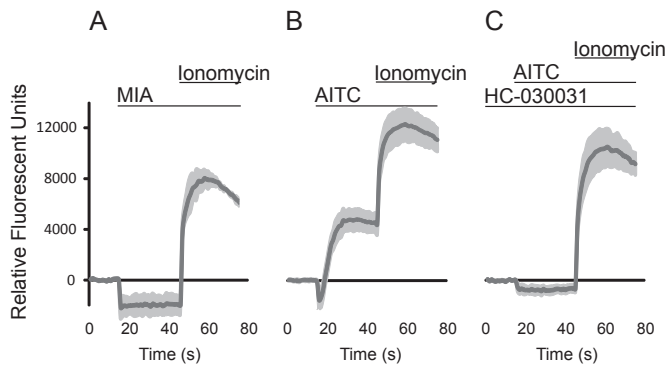 A
B
C
Ionomycin
MIA
Ionomycin
AITC
Ionomycin
AITC
HC-030031
Relative Fluorescent Units
12000
8000
4000
0
0 20 40 60 80
0 20 40 60 80
0 20 40 60 80
Time (s)
Time (s)
Time (s)